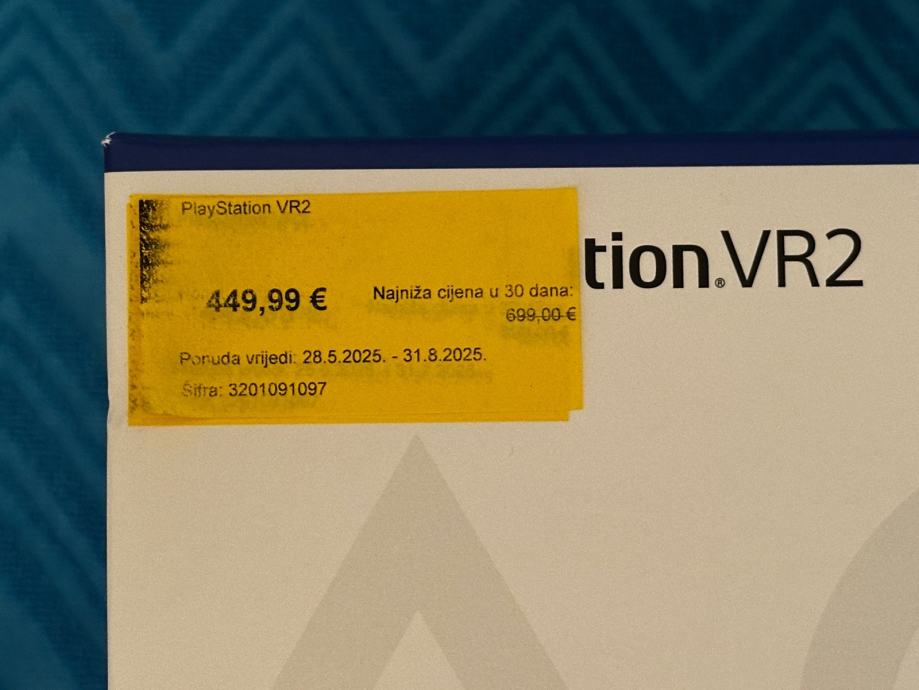 PlayStation VR2
449,99 €
Najniža cijena u 30 dana:
699,00 €
Ponuda vrijedi: 28.5.2025. - 31.8.2025.
Šifra: 3201091097
tion® VR2